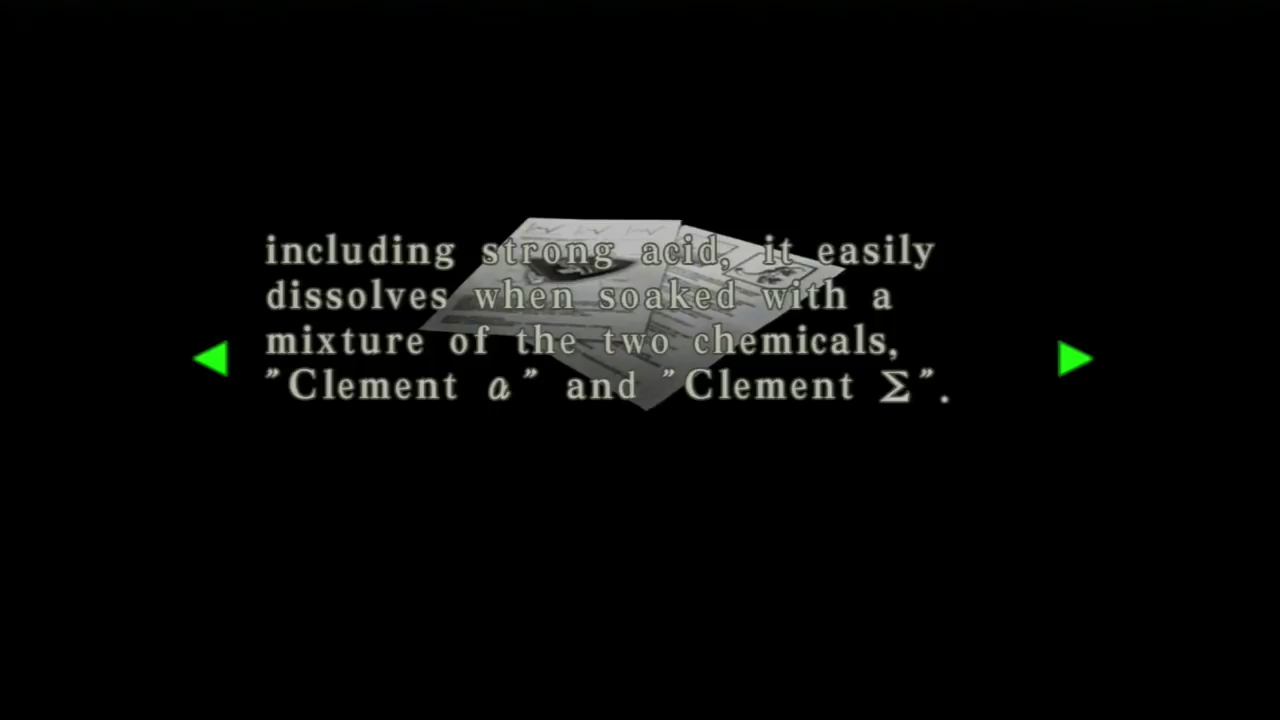 including strong acid, it easily
dissolves when soaked with a
mixture of the two chemicals,
"Clement α" and "Clement Σ".